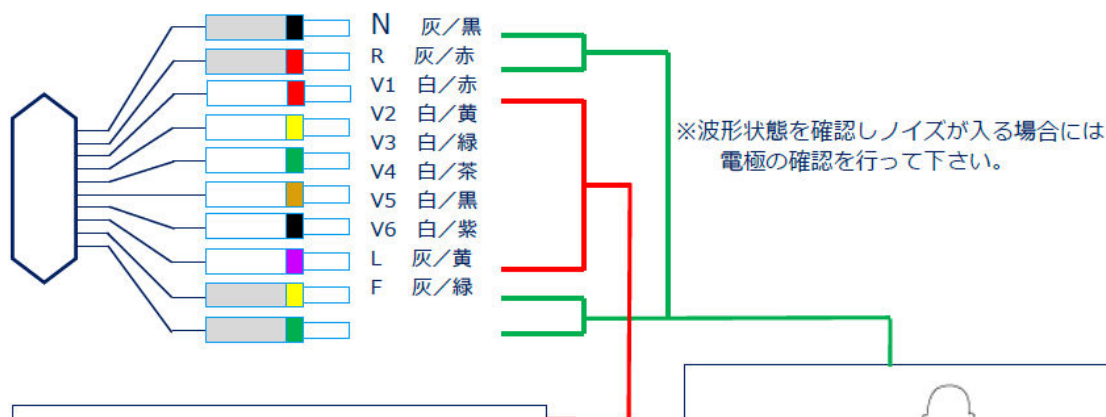 N 灰／黒
R 灰／赤
V1 白／赤
V2 白／黄
V3 白／緑
V4 白／茶
V5 白／黒
V6 白／紫
L 灰／黄
F 灰／緑
※波形状態を確認しノイズが入る場合には
電極の確認を行って下さい。